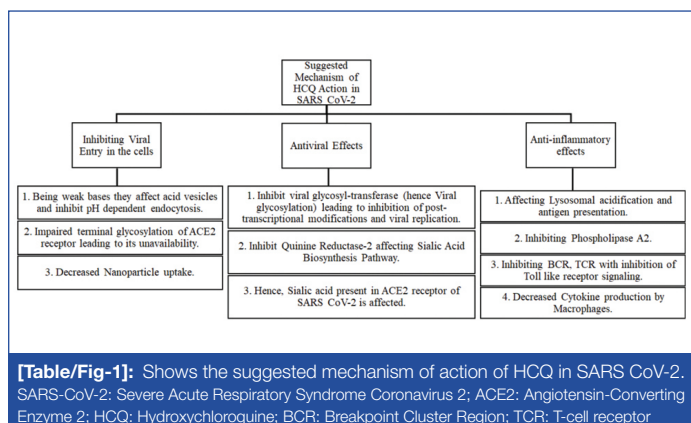 Suggested
Mechanism of
HCQ Action in
SARS CoV-2
Inhibiting Viral
Entry in the cells
1. Being weak bases they affect acid vesicles
and inhibit pH dependent endocytosis.
2. Impaired terminal glycosylation of ACE2
receptor leading to its unavailability.
3. Decreased Nanoparticle uptake.
Antiviral Effects
1. Inhibit viral glycosyl-transferase (hence Viral
glycosylation) leading to inhibition of post-
transcriptional modifications and viral replication.
2. Inhibit Quinine Reductase-2 affecting Sialic Acid
Biosynthesis Pathway.
3. Hence, Sialic acid present in ACE2 receptor of
SARS CoV-2 is affected.
Anti-inflammatory
effects
1. Affecting Lysosomal acidification and
antigen presentation.
2. Inhibiting Phospholipase A2.
3. Inhibiting BCR, TCR with inhibition of
Toll like receptor signaling.
4. Decreased Cytokine production by
Macrophages.
[Table/Fig-1]: Shows the suggested mechanism of action of HCQ in SARS CoV-2.
SARS-CoV-2: Severe Acute Respiratory Syndrome Coronavirus 2; ACE2: Angiotensin-Converting
Enzyme 2; HCQ: Hydroxychloroquine; BCR: Breakpoint Cluster Region; TCR: T-cell receptor